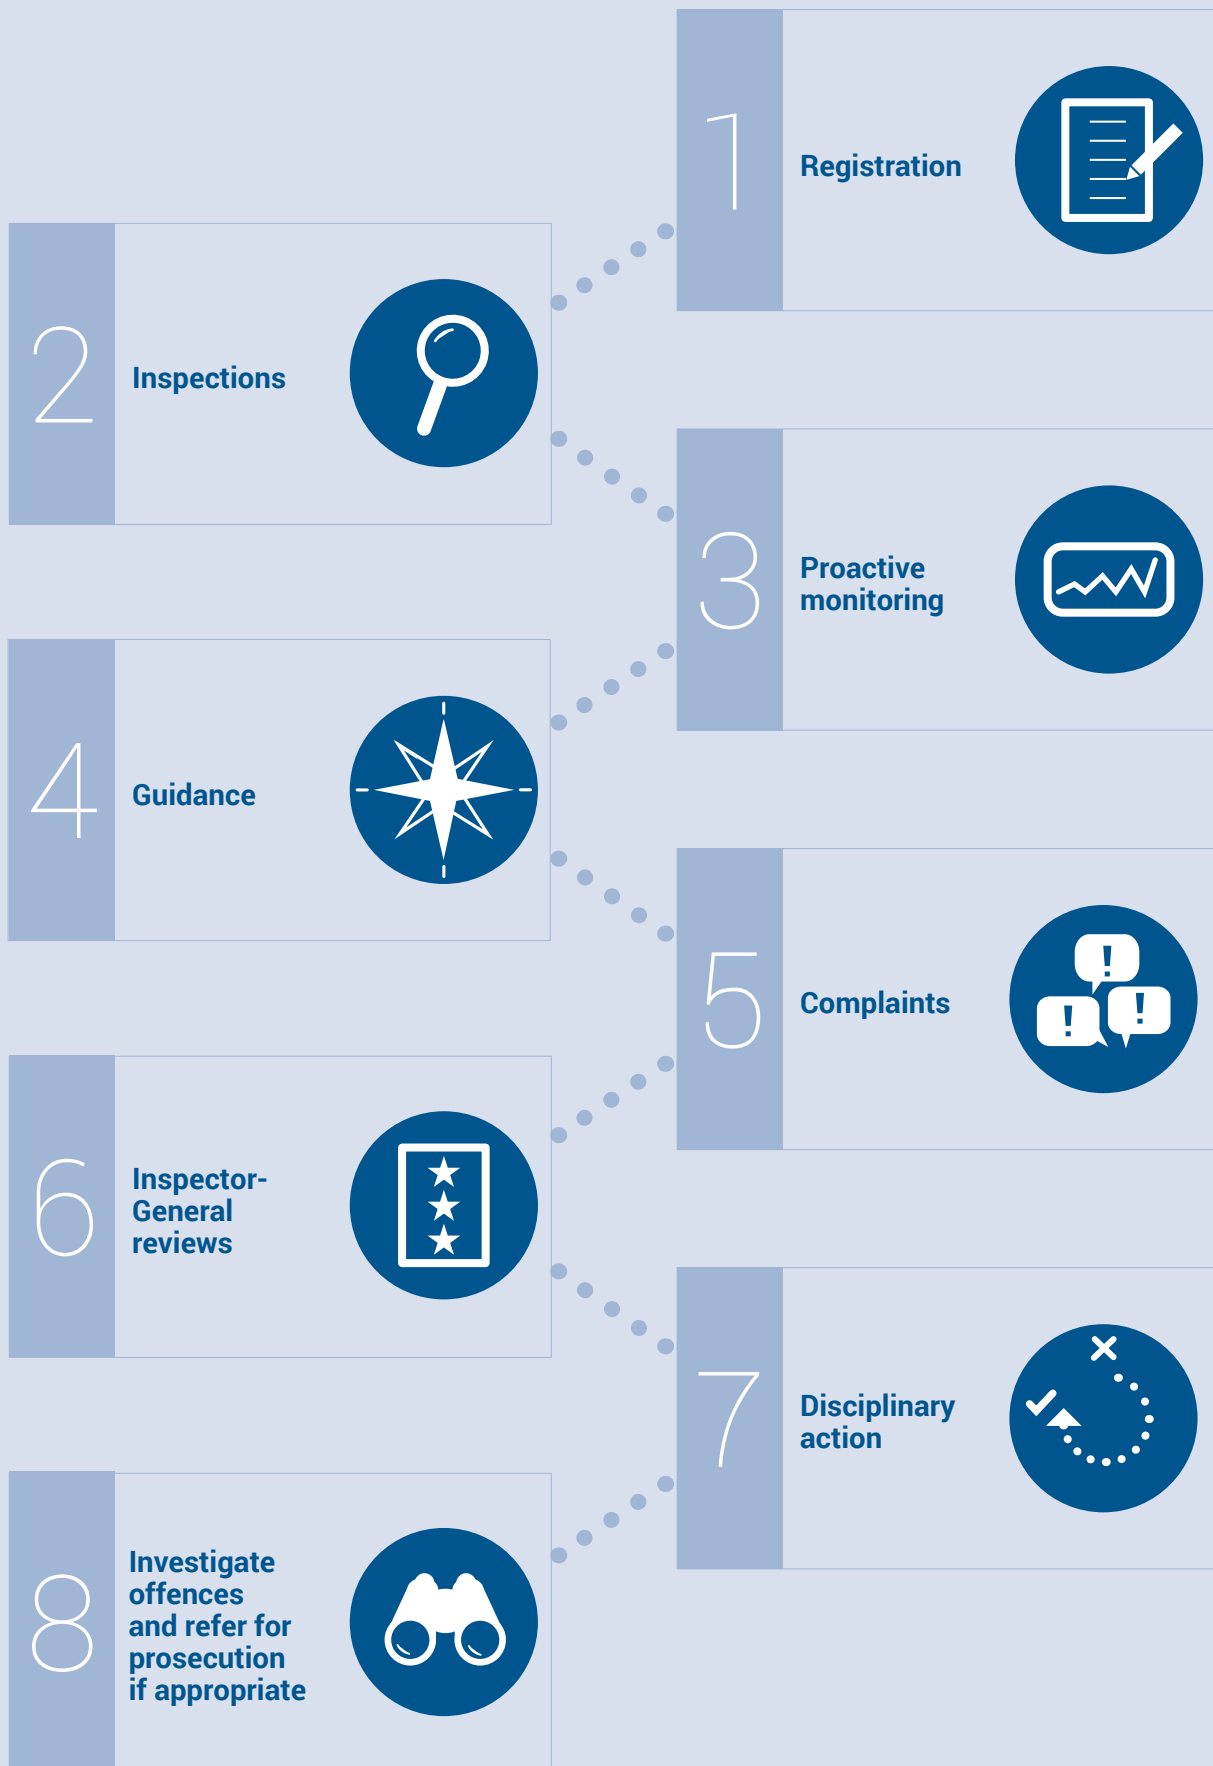 1
Registration
2
Inspections
3
Proactive
monitoring
4
Guidance
5
Complaints
! ! !
6
Inspector-
General
reviews
7
Disciplinary
action
8
Investigate
offences
and refer for
prosecution
if appropriate